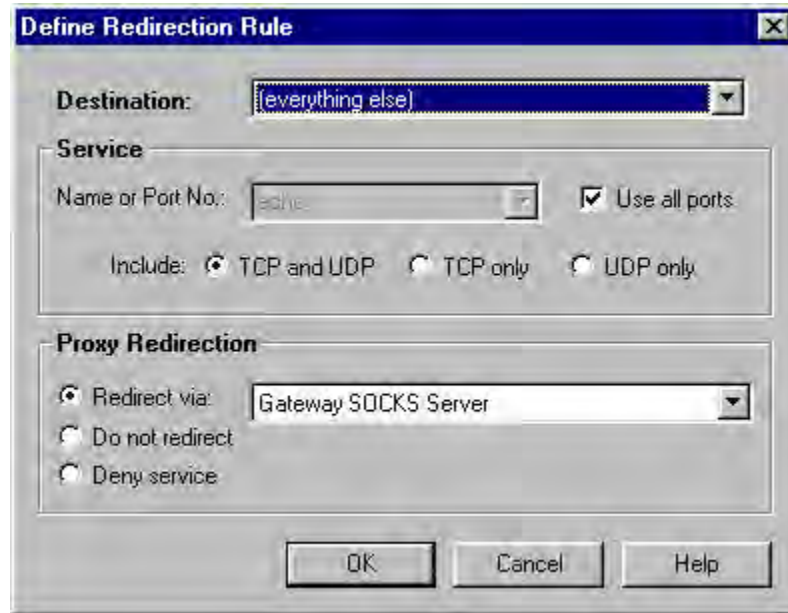 Define Redirection Rule
Destination: (everything else)
Service
Name or Port No.: echo Use all ports
Include: TCP and UDP TCP only UDP only
Proxy Redirection
Redirect via: Gateway SOCKS Server
Do not redirect
Deny service
OK Cancel Help